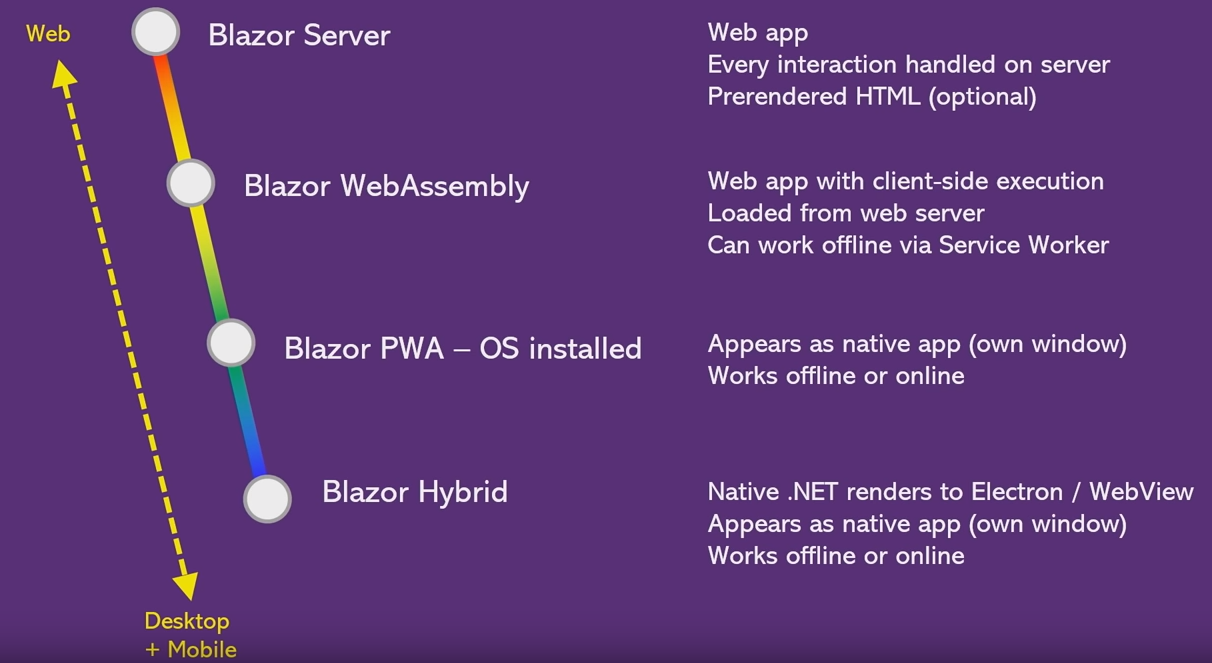 Web
Blazor Server
Web app
Every interaction handled on server
Prerendered HTML (optional)
Blazor WebAssembly
Web app with client-side execution
Loaded from web server
Can work offline via Service Worker
Blazor PWA – OS installed
Appears as native app (own window)
Works offline or online
Blazor Hybrid
Native .NET renders to Electron / WebView
Appears as native app (own window)
Works offline or online
Desktop
+ Mobile